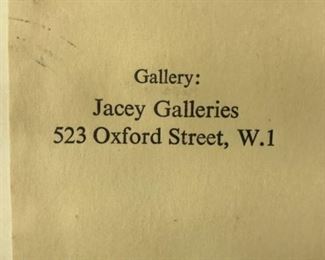 Gallery:
Jacey Galleries
523 Oxford Street, W.1